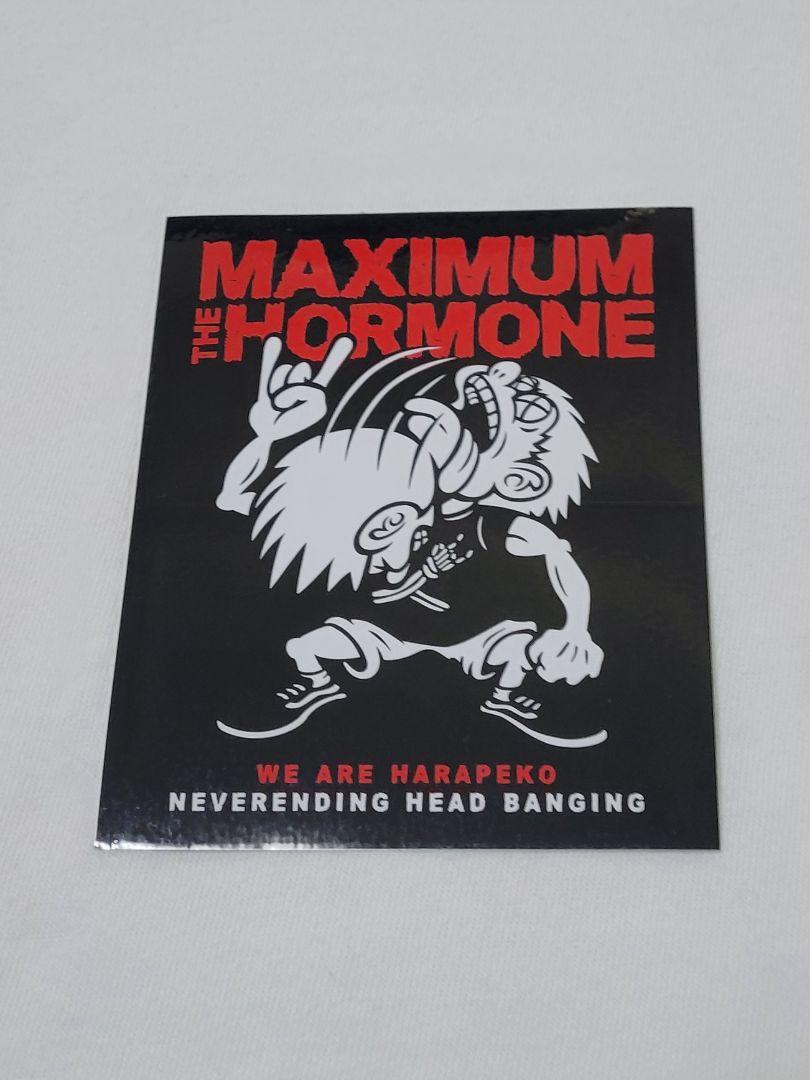 MAXIMUM
THE HORMONE
WE ARE HARAPEKO
NEVERENDING HEAD BANGING